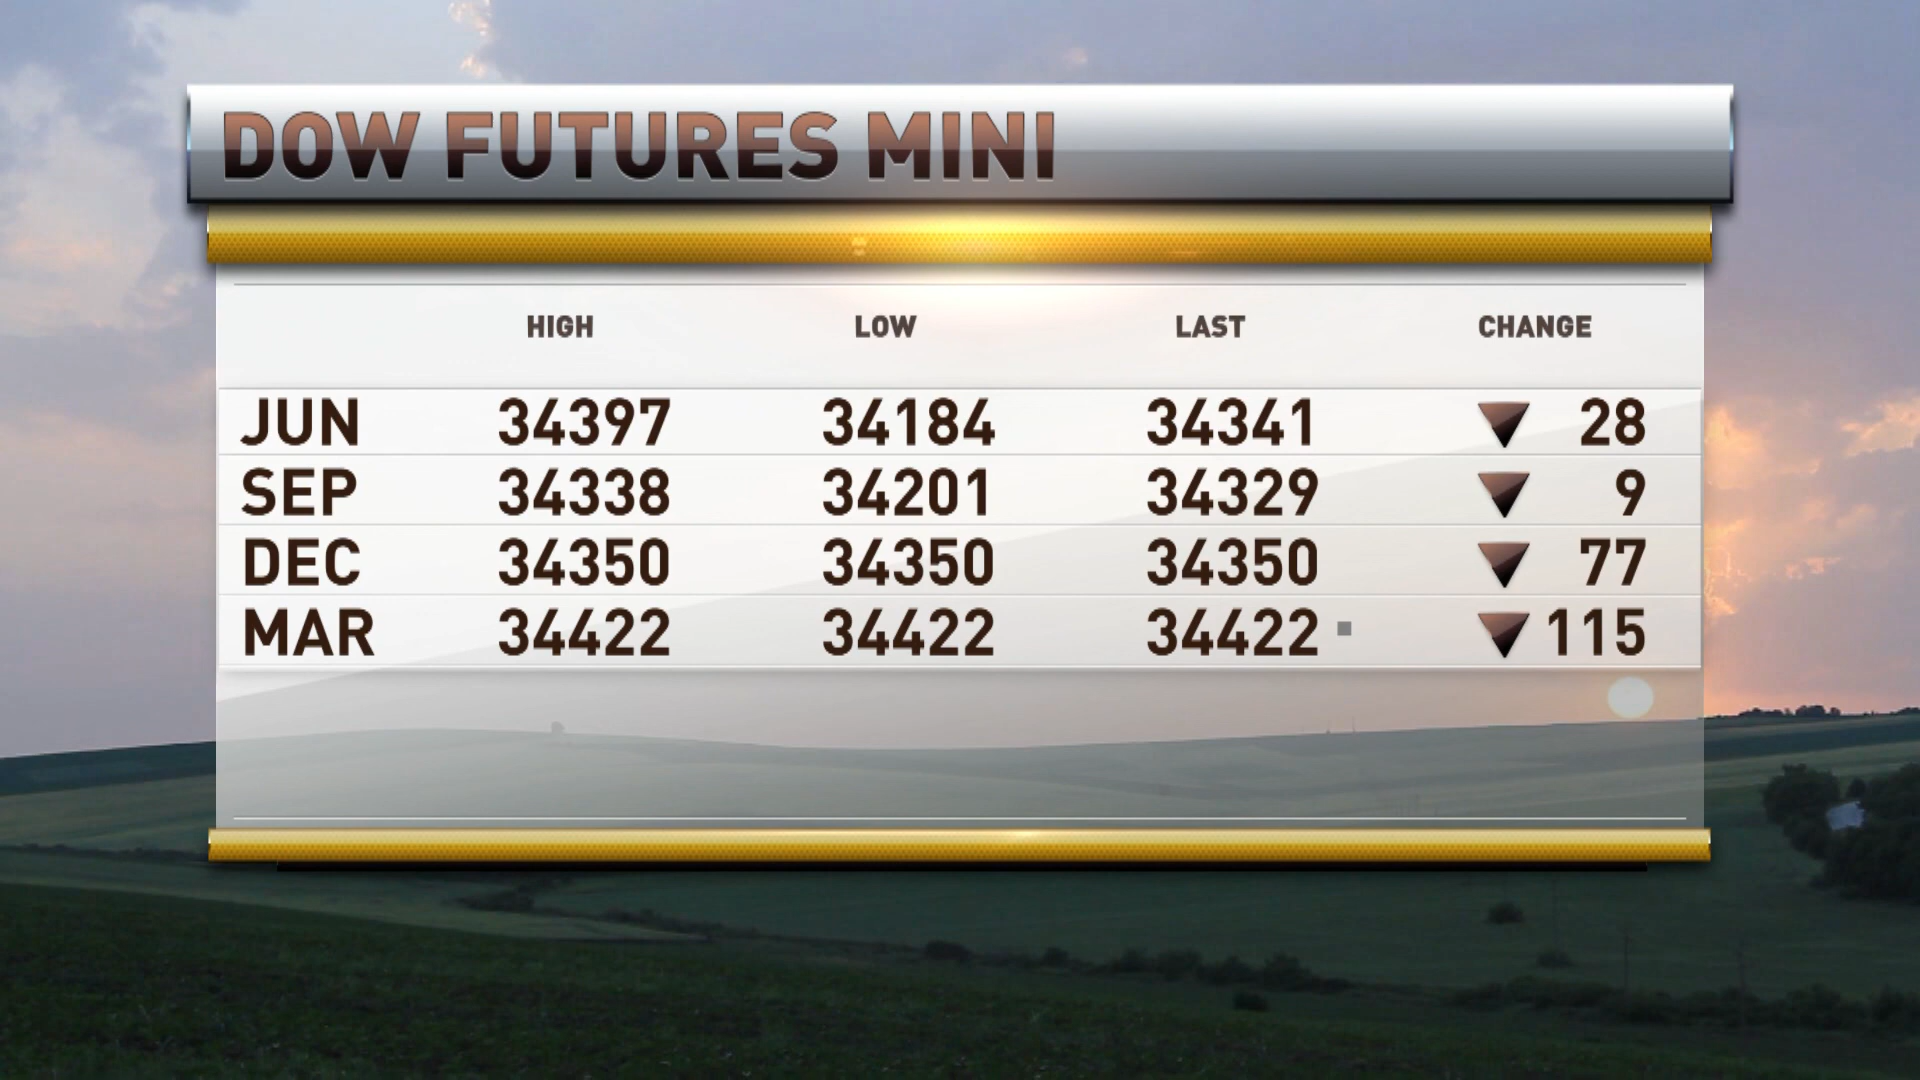 DOW FUTURES MINI
HIGH LOW LAST CHANGE
JUN 34397 34184 34341 ▼ 28
SEP 34338 34201 34329 ▼ 9
DEC 34350 34350 34350 ▼ 77
MAR 34422 34422 34422 ▪ ▼ 115